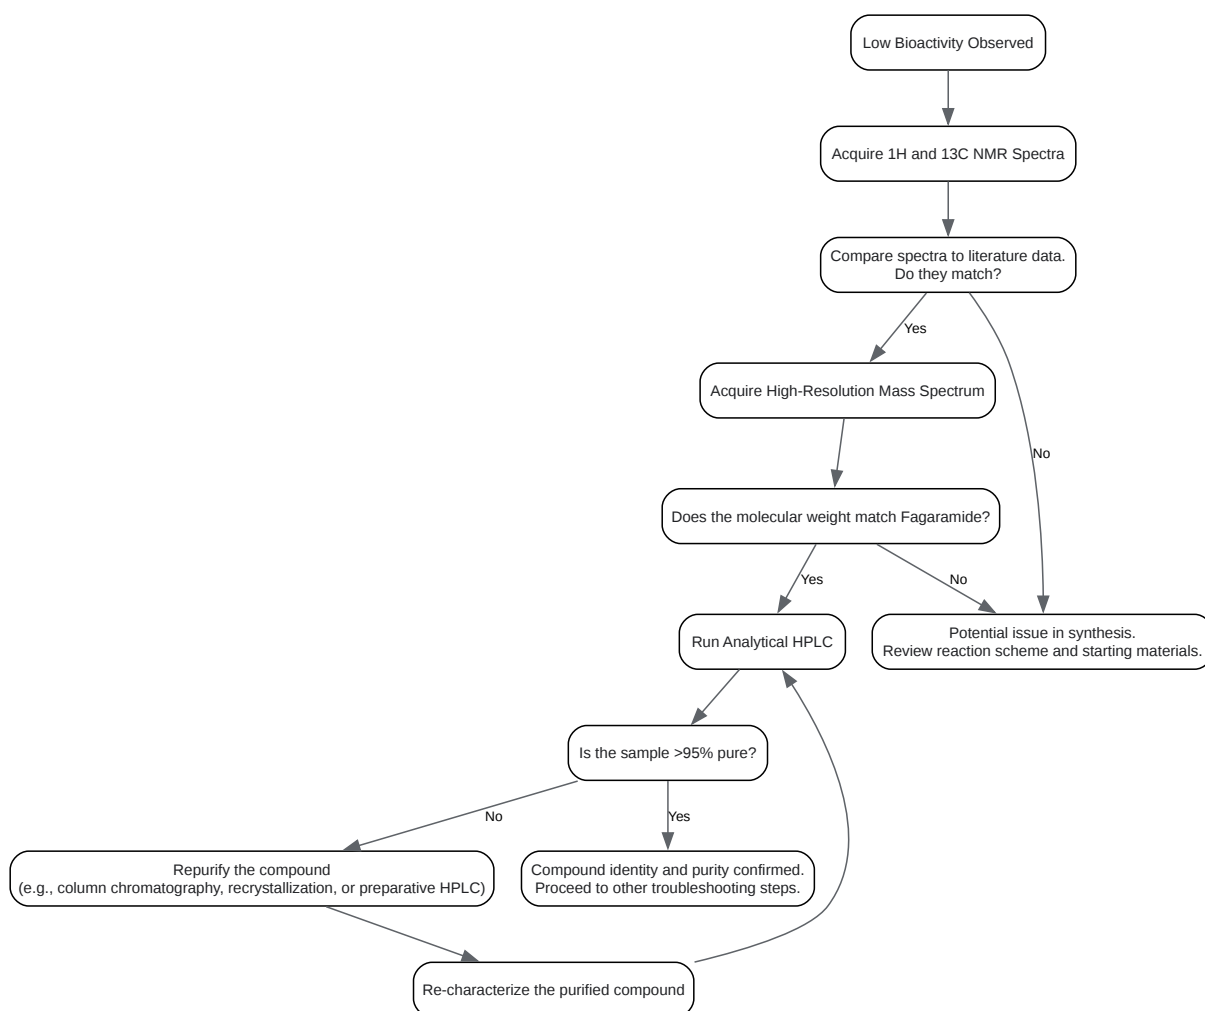 Low Bioactivity Observed
Acquire 1H and 13C NMR Spectra
Compare spectra to literature data.
Do they match?
Yes
Acquire High-Resolution Mass Spectrum
No
Does the molecular weight match Fagaramide?
Yes
No
Run Analytical HPLC
Potential issue in synthesis.
Review reaction scheme and starting materials.
Is the sample >95% pure?
No
Yes
Repurify the compound
(e.g., column chromatography, recrystallization, or preparative HPLC)
Compound identity and purity confirmed.
Proceed to other troubleshooting steps.
Re-characterize the purified compound